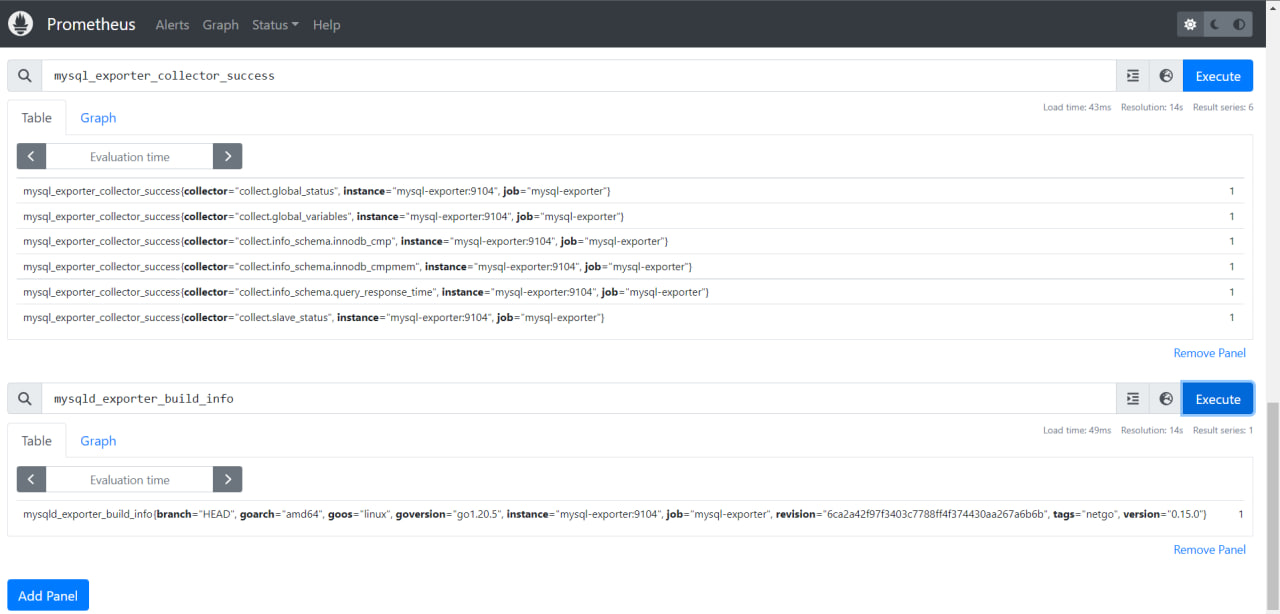 Prometheus Alerts Graph Status Help
mysql_exporter_collector_success Execute
Load time: 43ms Resolution: 14s Result series: 6
Table Graph
Evaluation time
mysql_exporter_collector_success{collector="collect.global_status", instance="mysql-exporter:9104", job="mysql-exporter"} 1
mysql_exporter_collector_success{collector="collect.global_variables", instance="mysql-exporter:9104", job="mysql-exporter"} 1
mysql_exporter_collector_success{collector="collect.info_schema.innodb_cmp", instance="mysql-exporter:9104", job="mysql-exporter"} 1
mysql_exporter_collector_success{collector="collect.info_schema.innodb_cmpmem", instance="mysql-exporter:9104", job="mysql-exporter"} 1
mysql_exporter_collector_success{collector="collect.info_schema.query_response_time", instance="mysql-exporter:9104", job="mysql-exporter"} 1
mysql_exporter_collector_success{collector="collect.slave_status", instance="mysql-exporter:9104", job="mysql-exporter"} 1
Remove Panel
mysqld_exporter_build_info Execute
Load time: 49ms Resolution: 14s Result series: 1
Table Graph
Evaluation time
mysqld_exporter_build_info{branch="HEAD", goarch="amd64", goos="linux", goversion="go1.20.5", instance="mysql-exporter:9104", job="mysql-exporter", revision="6ca2a42f97f3403c7788ff4f374430aa267a6b6b", tags="netgo", version="0.15.0"} 1
Remove Panel
Add Panel